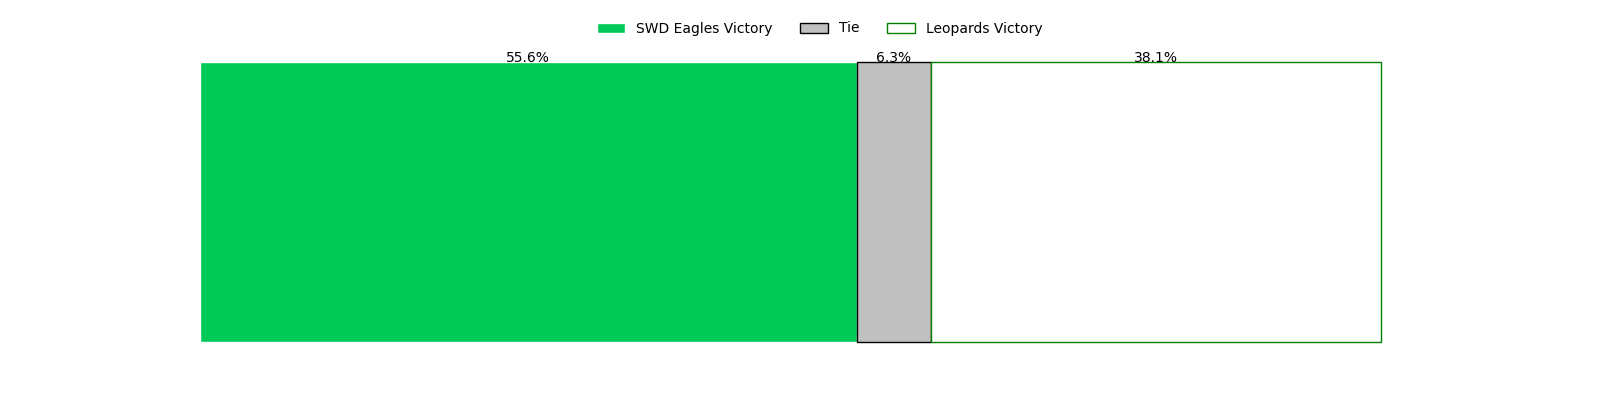 SWD Eagles Victory Tie Leopards Victory
55.6% 6.3% 38.1%